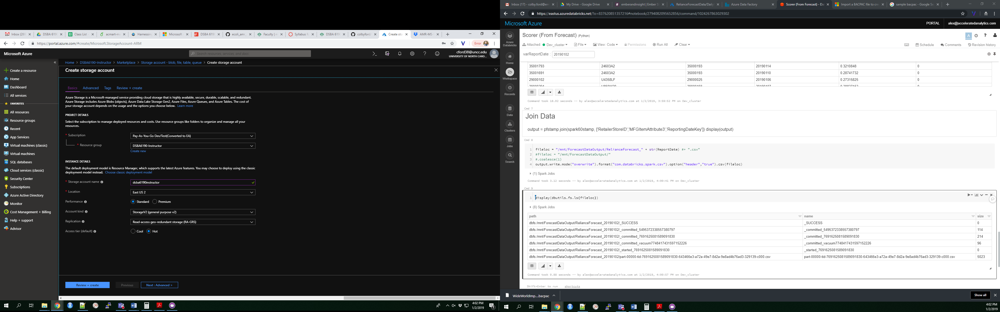 Inbox (269
DSBA 619
Class List -
acmart-ma
Harnessing
Microsoft
DSBA 619
ecoli_amr_
Faculty | m
Syllabus fo
DSBA 619
colbyford/
Create sto
AMR-MS-
https://portal.azure.com/#create/Microsoft.StorageAccount-ARM
Error
Microsoft Azure
Search resources, services, and docs
cford38@uncc.edu
UNIVERSITY OF NORTH CARO...
Home > DSBA6190-Instructor > Marketplace > Storage account - blob, file, table, queue > Create storage account
Create storage account
Create a resource
Home
Dashboard
All services
FAVORITES
All resources
Resource groups
Recent
App Services
Virtual machines (classic)
Virtual machines
SQL databases
Cloud services (classic)
Security Center
Subscriptions
Azure Active Directory
Monitor
Cost Management + Billing
Help + support
Advisor
Basics Advanced Tags Review + create
Azure Storage is a Microsoft-managed service providing cloud storage that is highly available, secure, durable, scalable, and redundant.
Azure Storage includes Azure Blobs (objects), Azure Data Lake Storage Gen2, Azure Files, Azure Queues, and Azure Tables. The cost of
your storage account depends on the usage and the options you choose below. Learn more
PROJECT DETAILS
Select the subscription to manage deployed resources and costs. Use resource groups like folders to organize and manage all your
resources.
* Subscription
Pay-As-You-Go Dev/Test(Converted to EA)
* Resource group
DSBA6190-Instructor
Create new
INSTANCE DETAILS
The default deployment model is Resource Manager, which supports the latest Azure features. You may choose to deploy using the classic
deployment model instead. Choose classic deployment model
* Storage account name
dsba6190instructor
* Location
East US 2
Performance
Standard Premium
Account kind
StorageV2 (general purpose v2)
Replication
Read-access geo-redundant storage (RA-GRS)
Access tier (default)
Cool Hot
Review + create
Previous
Next : Advanced >
4:02 PM
1/2/2019
Inbox (17) - colby.ford@em
My Drive - Google Drive
emberandinsight | Ember S
RelianceForecastData/Daily
Azure Data Factory
Scorer (From Forecast) - Da
Import a BACPAC file to cre
sample bacpac - Google Se
https://eastus.azuredatabricks.net/?o=837620851357216#notebook/2794082095652856/command/1024267863029302
Microsoft Azure
PORTAL
alex@acceleratedanalytics.com
Azure
Databricks
Home
Workspace
Recents
Data
Clusters
Jobs
Search
Scorer (From Forecast) (Python)
A
Attached: Dev_cluster
File
View: Code
Permissions
Run All
Clear
Schedule
Comments
Revision history
varReportDate : 20190102
35001793 24603A2 35000193 20190114 0.3210848 0
35001691 24603A2 35000193 20190110 0.28741732 0
29000102 U4358LF 29000025 20190106 0.27315825 0
29000294 U860W20 29000193 20190107 0.28827152 0
Command took 18.02 seconds -- by alex@acceleratedanalytics.com at 1/2/2019, 3:59:52 PM on Dev_cluster
Cmd 7
Join Data
output = pfstamp.join(spark60stamp, ['RetailerStoreID','MFGItemAttribute3','ReportingDateKey']) display(output)
Cmd 8
1 fileloc = "/mnt/ForecastDataOutput/RelianceForecast_" + str(ReportDate) #+ ".csv"
2 #fileloc = "/mnt/ForecastDataOutput/"
3 #.coalesce(1)
4 output.write.mode("overwrite").format("com.databricks.spark.csv").option("header","true").csv(fileloc)
(1) Spark Jobs
Command took 3.12 seconds -- by alex@acceleratedanalytics.com at 1/2/2019, 4:00:41 PM on Dev_cluster
Cmd 9
1 display(dbutils.fs.ls(fileloc))
(8) Spark Jobs
path name size
dbfs:/mnt/ForecastDataOutput/RelianceForecast_20190102/_SUCCESS _SUCCESS 0
dbfs:/mnt/ForecastDataOutput/RelianceForecast_20190102/_committed_5495372338557380797 _committed_5495372338557380797 114
dbfs:/mnt/ForecastDataOutput/RelianceForecast_20190102/_committed_7691625081589091830 _committed_7691625081589091830 214
dbfs:/mnt/ForecastDataOutput/RelianceForecast_20190102/_committed_vacuum7748417431597152226 _committed_vacuum7748417431597152226 96
dbfs:/mnt/ForecastDataOutput/RelianceForecast_20190102/_started_7691625081589091830 _started_7691625081589091830 0
dbfs:/mnt/ForecastDataOutput/RelianceForecast_20190102/part-00000-tid-7691625081589091830-643466e3-a72a-49e7-8d2a-9e8ad4b76ad3-329139-c000.csv part-00000-tid-7691625081589091830-643466e3-a72a-49e7-8d2a-9e8ad4b76ad3-329139-c000.csv 5023
Command took 0.88 seconds -- by alex@acceleratedanalytics.com at 1/2/2019, 4:00:57 PM on Dev_cluster
Shift+Enter to run shortcuts
WideWorldImp....bacpac
Show all
4:02 PM
1/2/2019